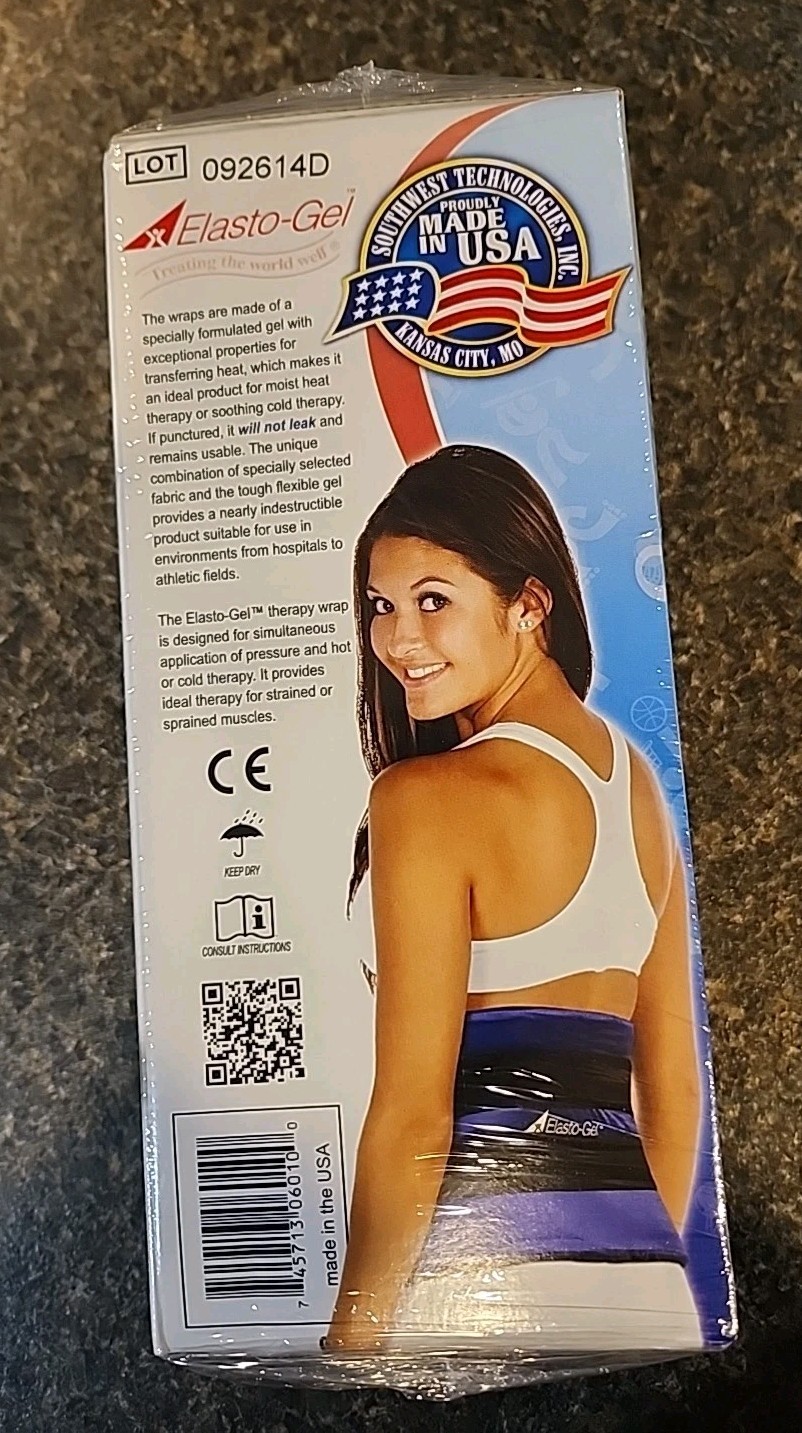 LOT 092614D
Elasto-Gel™
Treating the world well®
SOUTHWEST TECHNOLOGIES, INC.
PROUDLY
MADE
IN USA
KANSAS CITY, MO
The wraps are made of a
specially formulated gel with
exceptional properties for
transferring heat, which makes it
an ideal product for moist heat
therapy or soothing cold therapy.
If punctured, it will not leak and
remains usable. The unique
combination of specially selected
fabric and the tough flexible gel
provides a nearly indestructible
product suitable for use in
environments from hospitals to
athletic fields.
The Elasto-Gel™ therapy wrap
is designed for simultaneous
application of pressure and hot
or cold therapy. It provides
ideal therapy for strained or
sprained muscles.
CE
KEEP DRY
i
CONSULT INSTRUCTIONS
7 45713 06010 0
made in the USA
Elasto-Gel